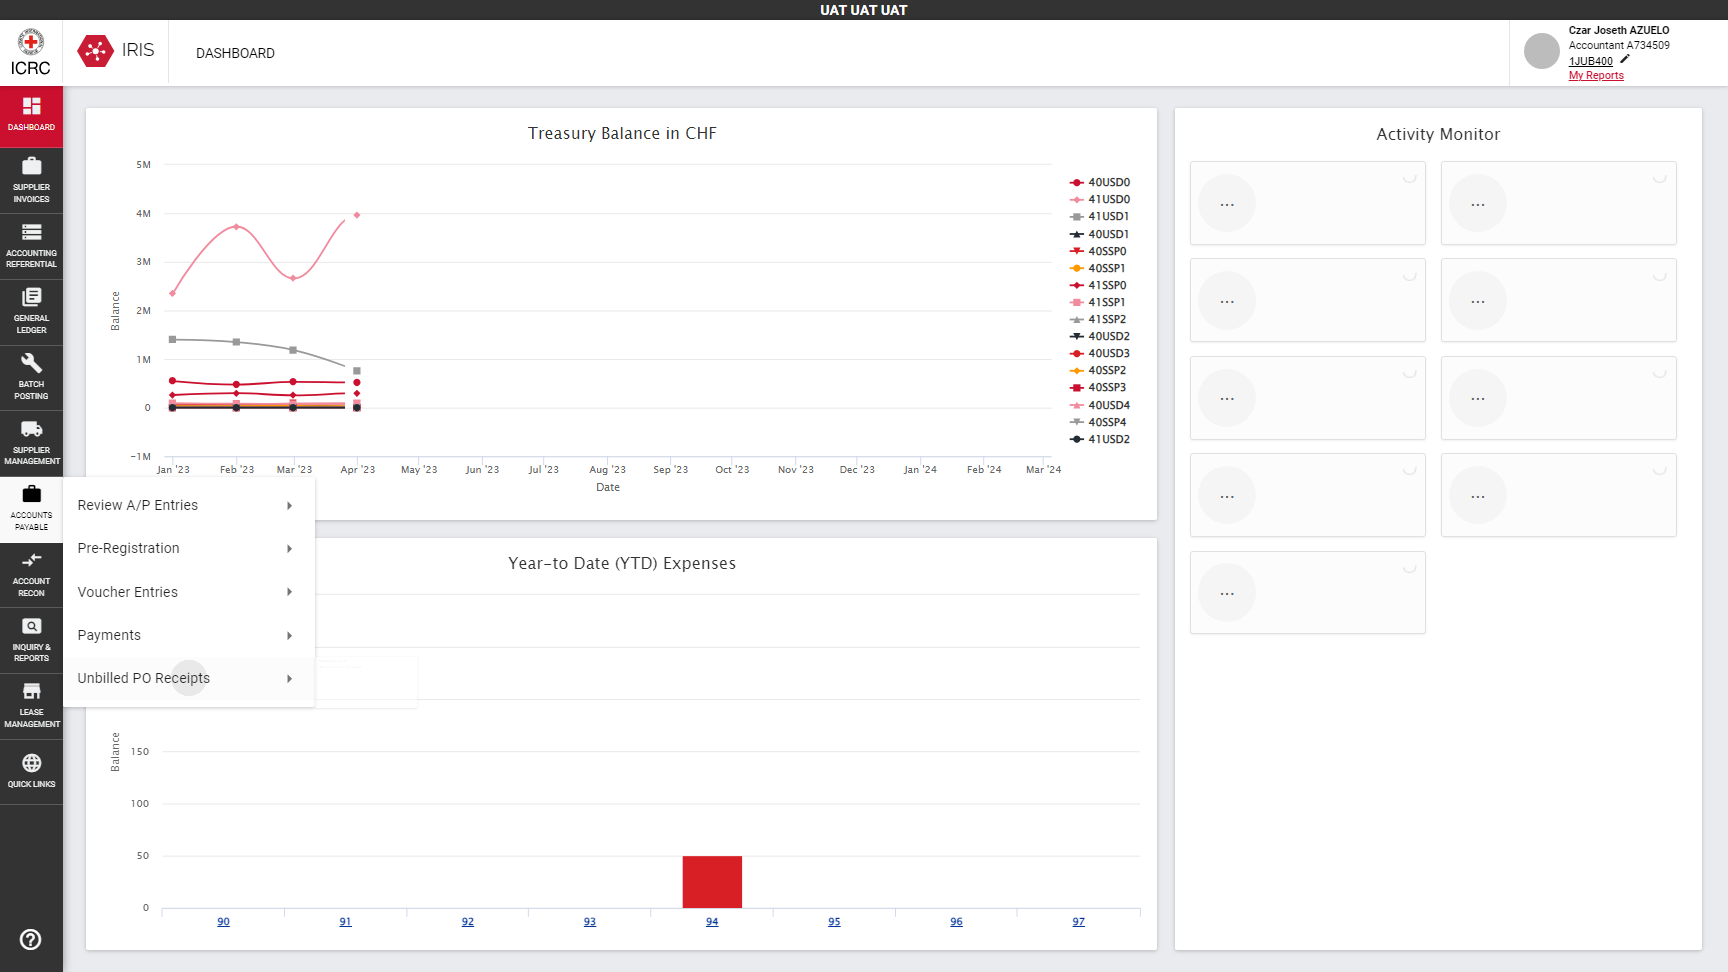 UAT UAT UAT
ICRC
IRIS
DASHBOARD
Czar Joseth AZUELO
Accountant A734509
1JUB400
My Reports
DASHBOARD
SUPPLIER
INVOICES
ACCOUNTING
REFERENTIAL
GENERAL
LEDGER
BATCH
POSTING
SUPPLIER
MANAGEMENT
ACCOUNTS
PAYABLE
ACCOUNT
RECON
INQUIRY &
REPORTS
LEASE
MANAGEMENT
QUICK LINKS
Review A/P Entries
Pre-Registration
Voucher Entries
Payments
Unbilled PO Receipts
Treasury Balance in CHF
Balance
5M
4M
3M
2M
1M
0
-1M
Jan '23 Feb '23 Mar '23 Apr '23 May '23 Jun '23 Jul '23 Aug '23 Sep '23 Oct '23 Nov '23 Dec '23 Jan '24 Feb '24 Mar '24
Date
40USD0
41USD0
41USD1
40USD1
40SSP0
40SSP1
41SSP0
41SSP1
41SSP2
40USD2
40USD3
40SSP2
40SSP3
40USD4
40SSP4
41USD2
Year-to Date (YTD) Expenses
Balance
150
100
50
0
90 91 92 93 94 95 96 97
Activity Monitor
... ...
... ...
... ...
... ...
...